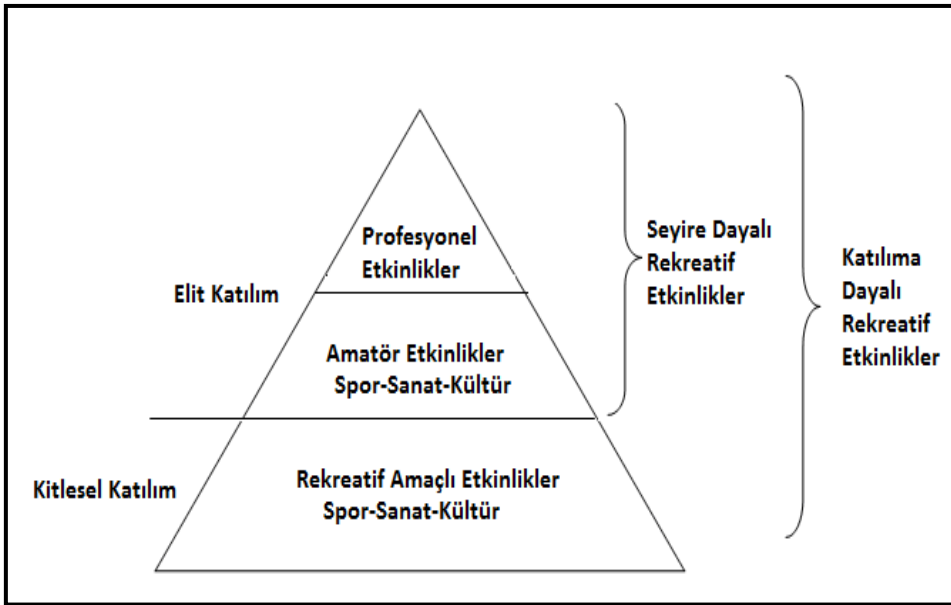 Profesyonel
Etkinlikler
Elit Katılım
Amatör Etkinlikler
Spor-Sanat-Kültür
Kitlesel Katılım
Rekreatif Amaçlı Etkinlikler
Spor-Sanat-Kültür
Seyire Dayalı
Rekreatif
Etkinlikler
Katılıma
Dayalı
Rekreatif
Etkinlikler